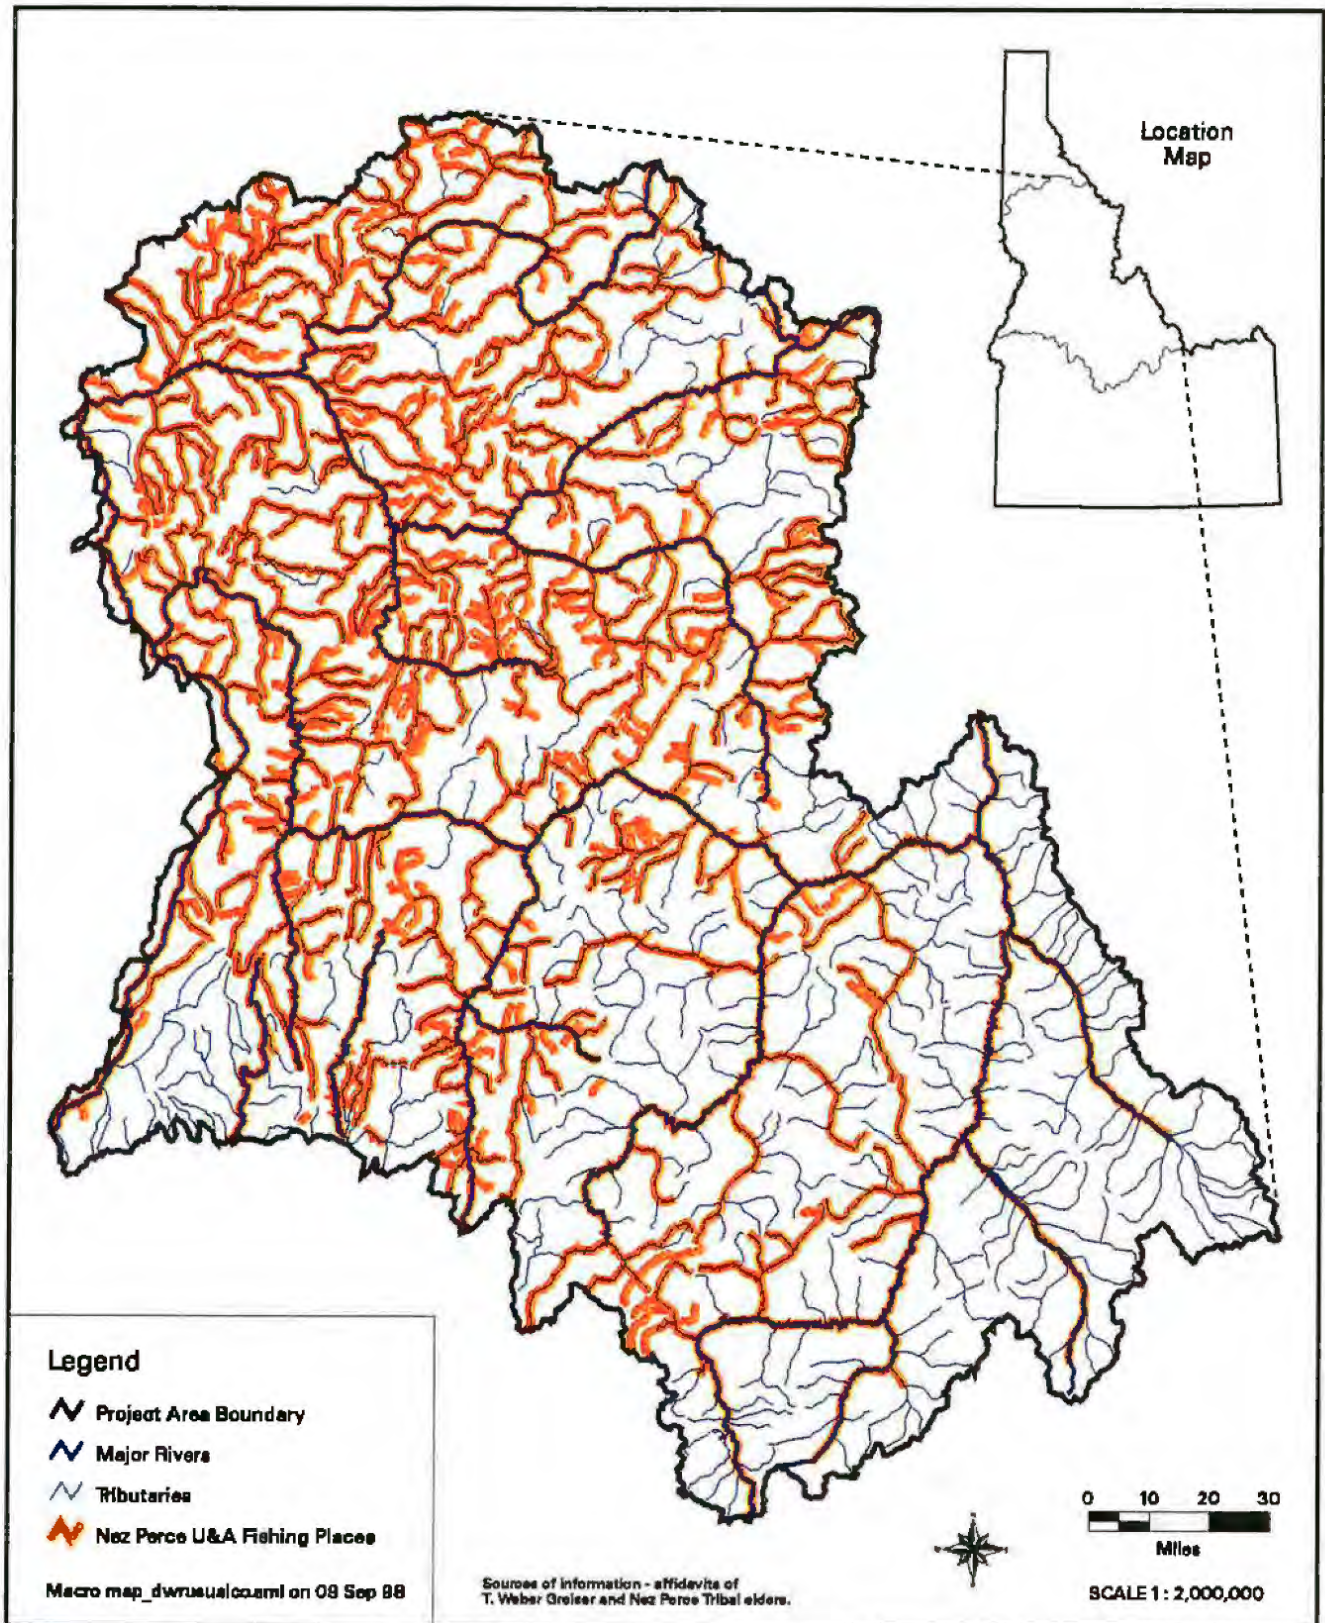 Location
Map
Legend
Project Area Boundary
Major Rivers
Tributaries
Nez Perce U&A Fishing Places
Macro map_dwrusualco.aml on 09 Sep 98
Sources of information - affidavits of
T. Weber Greiser and Nez Perce Tribal elders.
0 10 20 30
Miles
SCALE 1 : 2,000,000